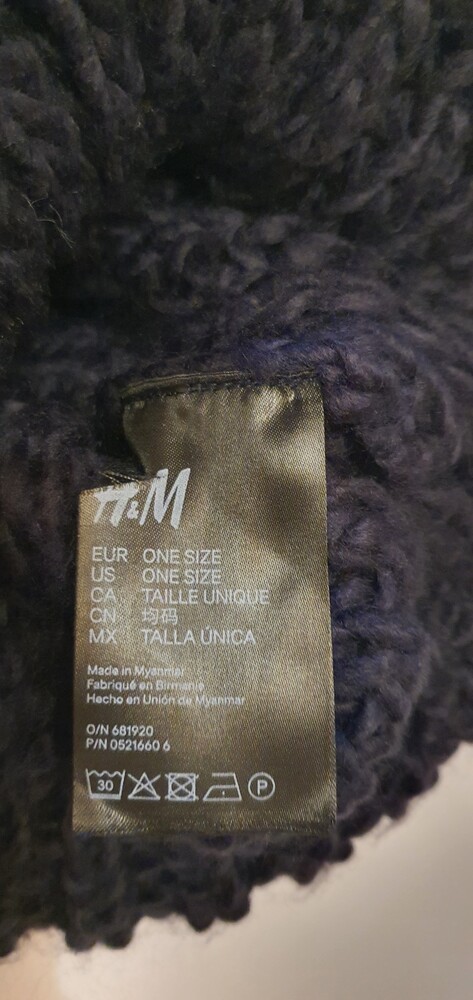 H&M
EUR ONE SIZE
US ONE SIZE
CA TAILLE UNIQUE
CN 均码
MX TALLA ÚNICA
Made in Myanmar
Fabriqué en Birmanie
Hecho en Unión de Myanmar
O/N 681920
P/N 0521660 6
30 P